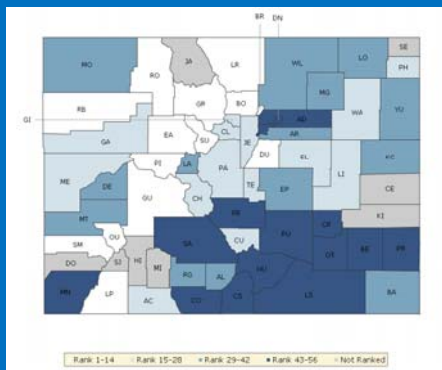 BR DN
MO
JA
LR
WL
LO
SE
PH
RO
RB
GR
BO
MG
YU
GI
AD
WA
GA
EA
SU
CL
JE
AR
DU
EL
KC
PI
LA
PA
LI
ME
DE
TE
EP
CE
GU
CH
KI
MT
FR
OU
SA
CU
PU
CR
SM
OT
BE
PR
DO
SJ
HI
MI
HU
RG
AL
MN
LP
AC
CO
CS
LS
BA
Rank 1-14 Rank 15-28 Rank 29-42 Rank 43-56 Not Ranked